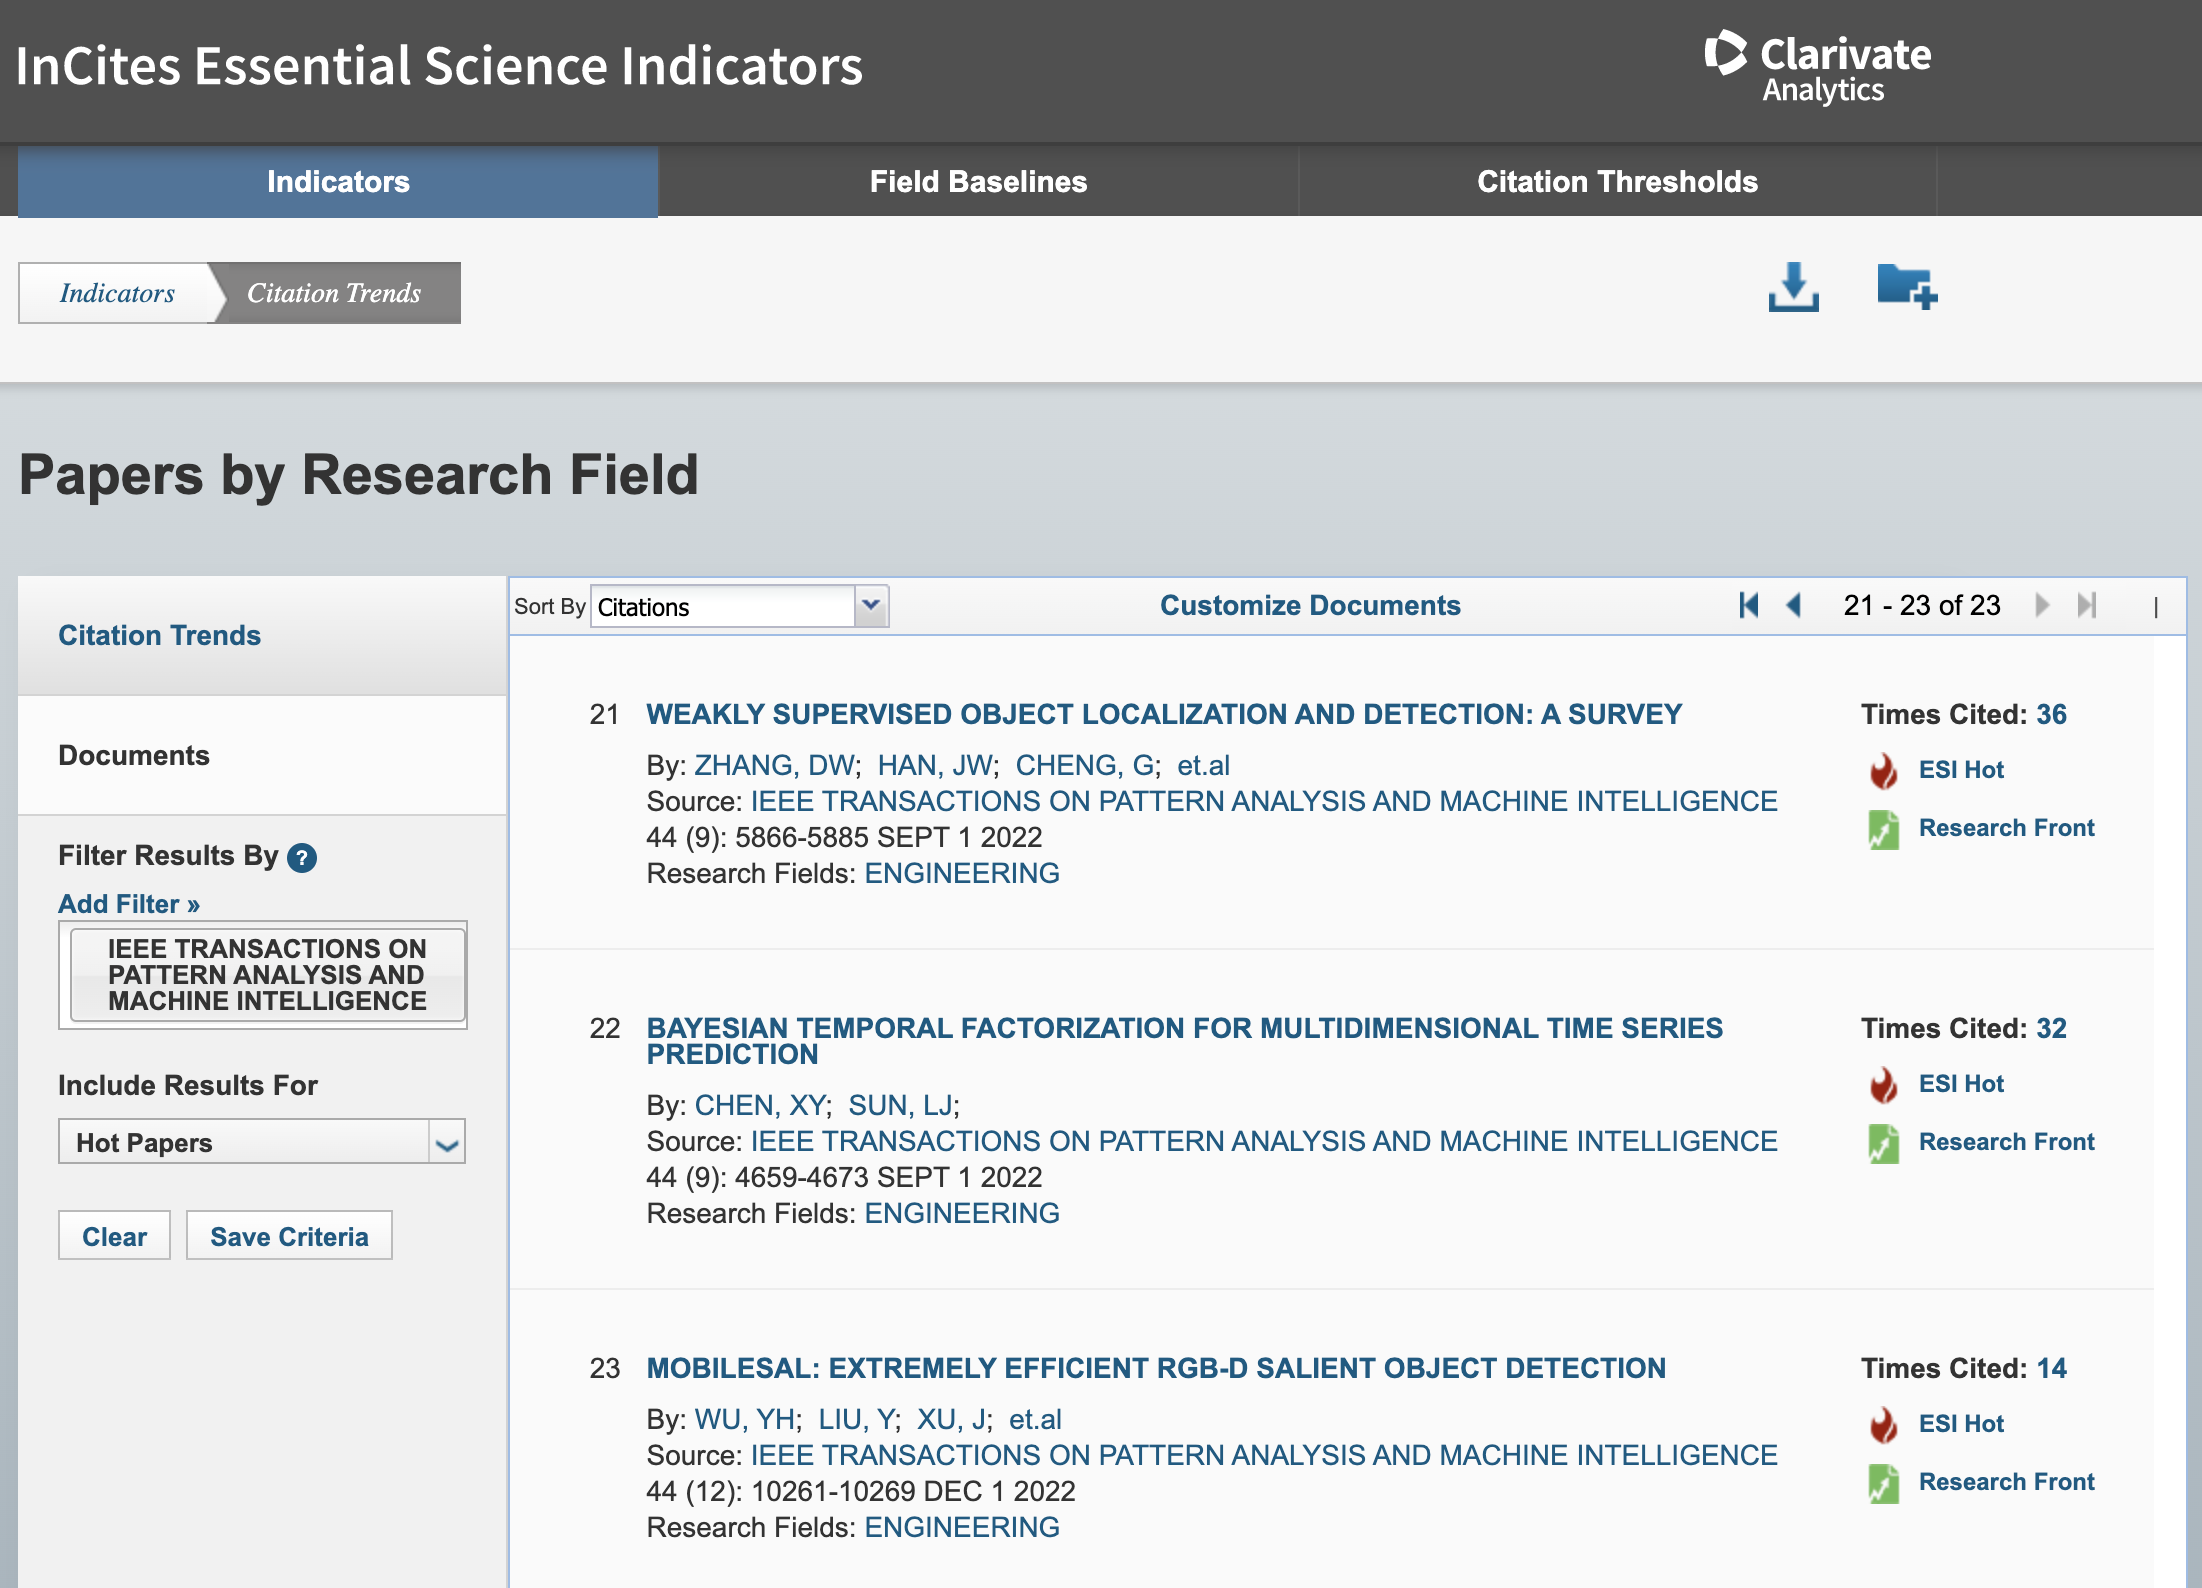 InCites Essential Science Indicators
Clarivate
Analytics
Indicators
Field Baselines
Citation Thresholds
Indicators
Citation Trends
Papers by Research Field
Citation Trends
Documents
Filter Results By ?
Add Filter »
IEEE TRANSACTIONS ON
PATTERN ANALYSIS AND
MACHINE INTELLIGENCE
Include Results For
Hot Papers
Clear
Save Criteria
Sort By Citations
Customize Documents
21 - 23 of 23
|
21 WEAKLY SUPERVISED OBJECT LOCALIZATION AND DETECTION: A SURVEY
By: ZHANG, DW; HAN, JW; CHENG, G; et.al
Source: IEEE TRANSACTIONS ON PATTERN ANALYSIS AND MACHINE INTELLIGENCE
44 (9): 5866-5885 SEPT 1 2022
Research Fields: ENGINEERING
Times Cited: 36
ESI Hot
Research Front
22 BAYESIAN TEMPORAL FACTORIZATION FOR MULTIDIMENSIONAL TIME SERIES
PREDICTION
By: CHEN, XY; SUN, LJ;
Source: IEEE TRANSACTIONS ON PATTERN ANALYSIS AND MACHINE INTELLIGENCE
44 (9): 4659-4673 SEPT 1 2022
Research Fields: ENGINEERING
Times Cited: 32
ESI Hot
Research Front
23 MOBILESAL: EXTREMELY EFFICIENT RGB-D SALIENT OBJECT DETECTION
By: WU, YH; LIU, Y; XU, J; et.al
Source: IEEE TRANSACTIONS ON PATTERN ANALYSIS AND MACHINE INTELLIGENCE
44 (12): 10261-10269 DEC 1 2022
Research Fields: ENGINEERING
Times Cited: 14
ESI Hot
Research Front